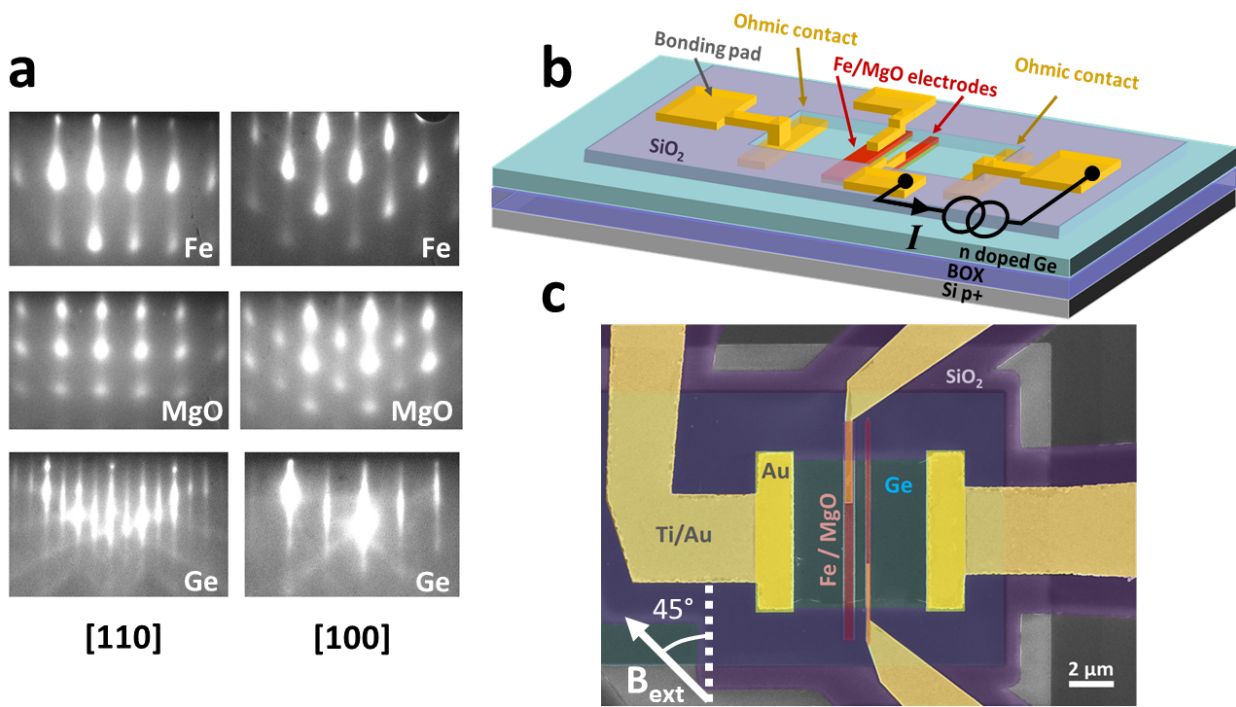 a
Fe
Fe
MgO
MgO
Ge
Ge
[110]
[100]
b
Ohmic contact
Bonding pad
Fe/MgO electrodes
Ohmic contact
SiO₂
I
n doped Ge
BOX
Si p+
c
SiO₂
Au
Ge
Fe / MgO
Ti/Au
45°
Bext
2 μm